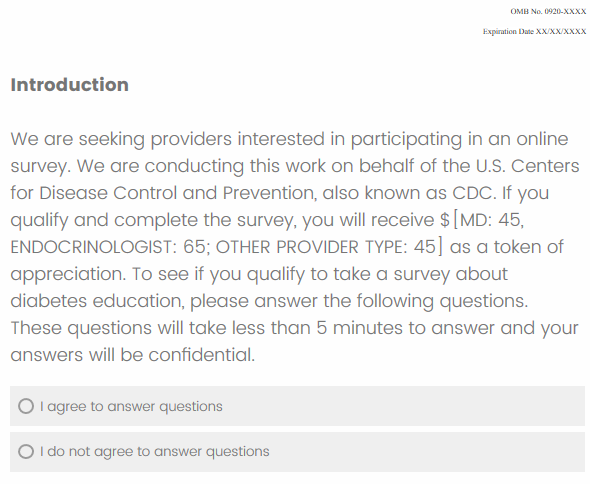 OMB No. 0920-XXXX
Expiration Date XX/XX/XXXX
Introduction
We are seeking providers interested in participating in an online
survey. We are conducting this work on behalf of the U.S. Centers
for Disease Control and Prevention, also known as CDC. If you
qualify and complete the survey, you will receive $[MD: 45,
ENDOCRINOLOGIST: 65; OTHER PROVIDER TYPE: 45] as a token of
appreciation. To see if you qualify to take a survey about
diabetes education, please answer the following questions.
These questions will take less than 5 minutes to answer and your
answers will be confidential.
I agree to answer questions
I do not agree to answer questions